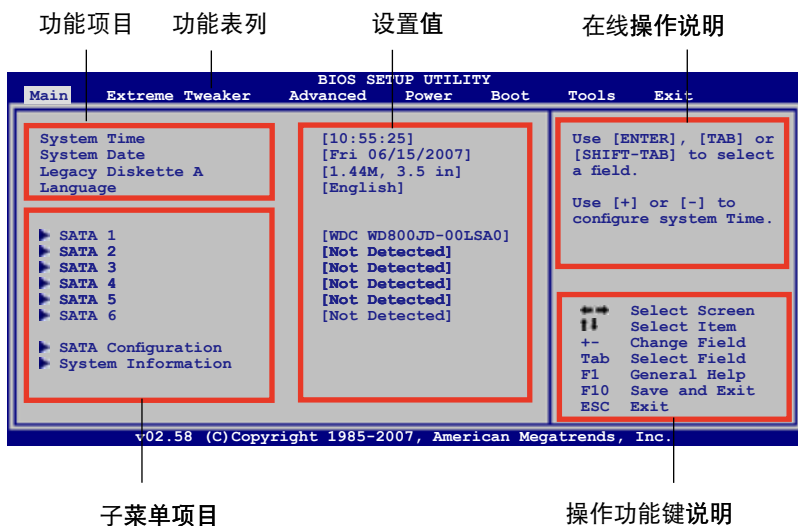 功能项目 功能表列 设置值 在线操作说明
BIOS SETUP UTILITY
Main Extreme Tweaker Advanced Power Boot Tools Exit
System Time [10:55:25]
System Date [Fri 06/15/2007]
Legacy Diskette A [1.44M, 3.5 in]
Language [English]
SATA 1 [WDC WD800JD-00LSA0]
SATA 2 [Not Detected]
SATA 3 [Not Detected]
SATA 4 [Not Detected]
SATA 5 [Not Detected]
SATA 6 [Not Detected]
SATA Configuration
System Information
Use [ENTER], [TAB] or
[SHIFT-TAB] to select
a field.
Use [+] or [-] to
configure system Time.
←→ Select Screen
↑↓ Select Item
+- Change Field
Tab Select Field
F1 General Help
F10 Save and Exit
ESC Exit
v02.58 (C)Copyright 1985-2007, American Megatrends, Inc.
子菜单项目 操作功能键说明